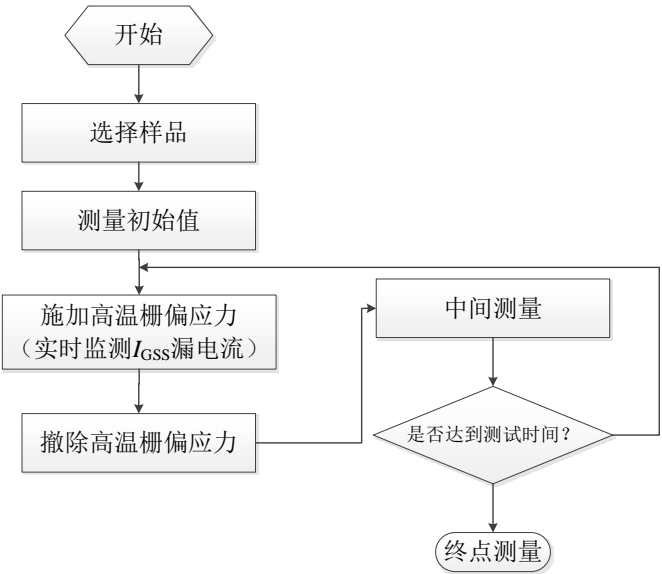 开始
选择样品
测量初始值
施加高温栅偏应力
（实时监测IGSS漏电流）
撤除高温栅偏应力
中间测量
是否达到测试时间？
终点测量